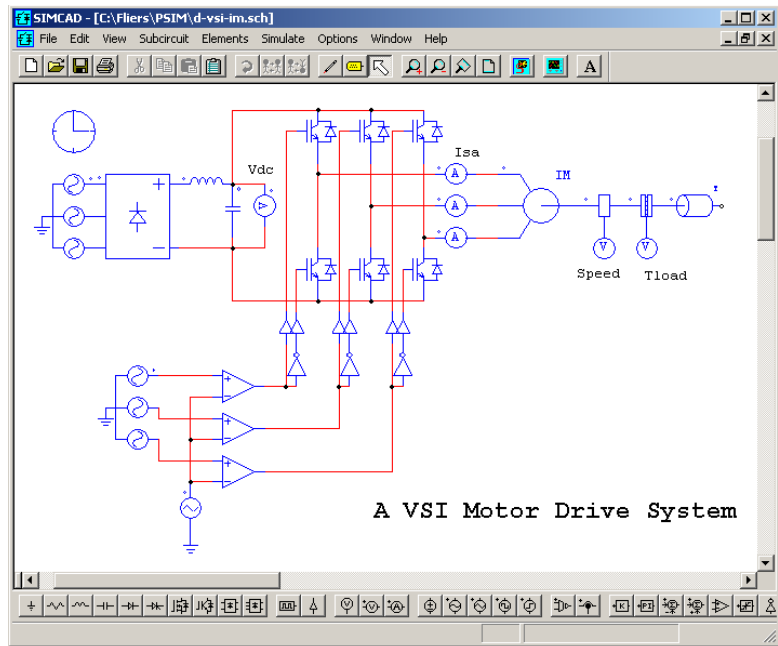 SIMCAD - [C:\Fliers\PSIM\d-vsi-im.sch]
File Edit View Subcircuit Elements Simulate Options Window Help
A
Vdc
Isa
A
IM
A
A
V
V
Speed
Tload
A VSI Motor Drive System
V
V
A
K
PI